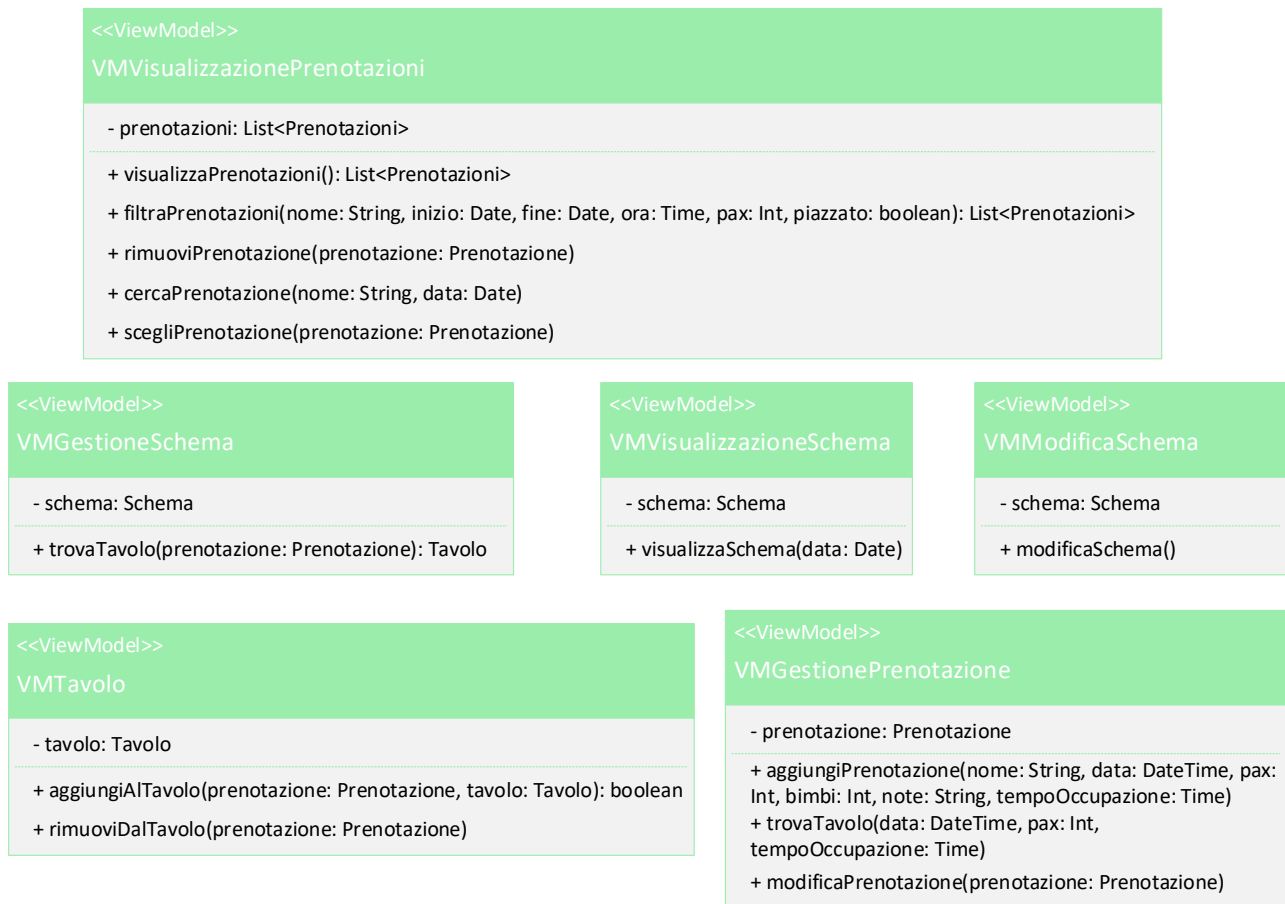 <<ViewModel>>
VMVisualizzazionePrenotazioni
- prenotazioni: List<Prenotazioni>
+ visualizzaPrenotazioni(): List<Prenotazioni>
+ filtraPrenotazioni(nome: String, inizio: Date, fine: Date, ora: Time, pax: Int, piazzato: boolean): List<Prenotazioni>
+ rimuoviPrenotazione(prenotazione: Prenotazione)
+ cercaPrenotazione(nome: String, data: Date)
+ scegliPrenotazione(prenotazione: Prenotazione)
<<ViewModel>>
VMGestioneSchema
- schema: Schema
+ trovaTavolo(prenotazione: Prenotazione): Tavolo
<<ViewModel>>
VMVisualizzazioneSchema
- schema: Schema
+ visualizzaSchema(data: Date)
<<ViewModel>>
VMModificaSchema
- schema: Schema
+ modificaSchema()
<<ViewModel>>
VMTavolo
- tavolo: Tavolo
+ aggiungiAlTavolo(prenotazione: Prenotazione, tavolo: Tavolo): boolean
+ rimuoviDalTavolo(prenotazione: Prenotazione)
<<ViewModel>>
VMGestionePrenotazione
- prenotazione: Prenotazione
+ aggiungiPrenotazione(nome: String, data: DateTime, pax:
Int, bimbi: Int, note: String, tempoOccupazione: Time)
+ trovaTavolo(data: DateTime, pax: Int,
tempoOccupazione: Time)
+ modificaPrenotazione(prenotazione: Prenotazione)